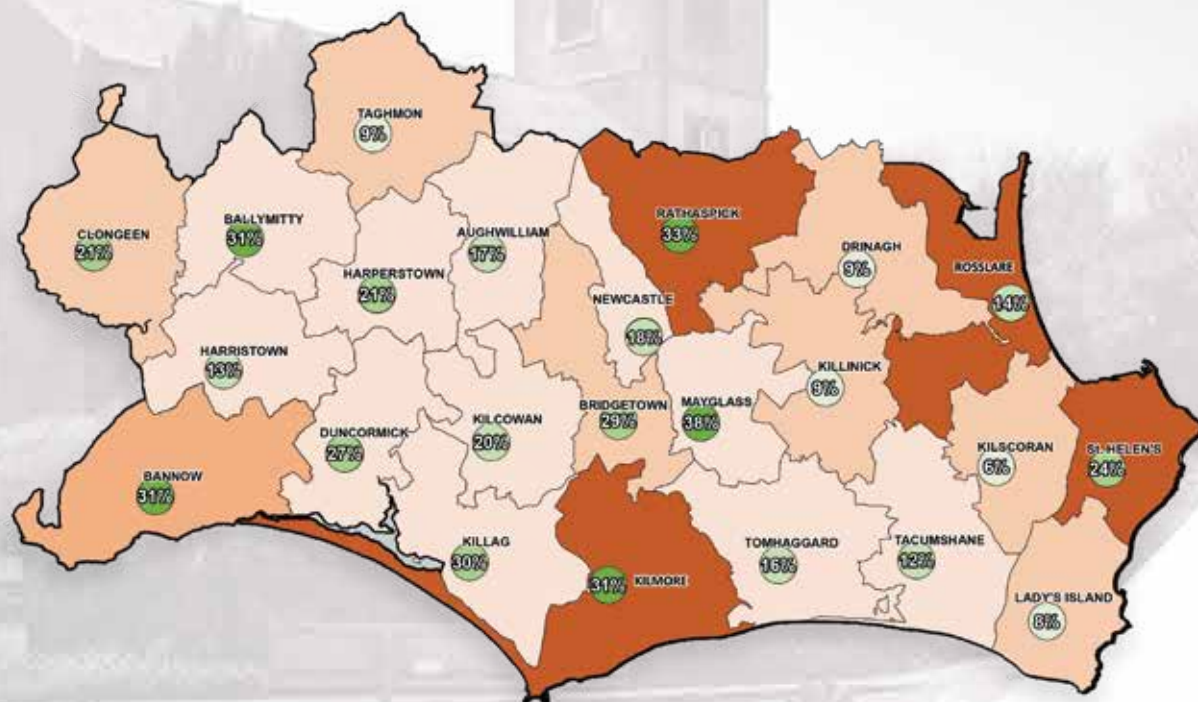 TAGHMON
9%
CLONGEEN
21%
BALLYMITTY
31%
AUGHWILLIAM
17%
RATHASPICK
33%
DRINAGH
9%
ROSSLARE
14%
HARPERSTOWN
21%
NEWCASTLE
18%
HARRISTOWN
13%
KILLINICK
9%
BRIDGETOWN
29%
MAYGLASS
38%
DUNCORMICK
27%
KILCOWAN
20%
KILSCORAN
6%
St. HELEN'S
24%
BANNOW
31%
KILLAG
30%
31% KILMORE
TOMHAGGARD
16%
TACUMSHANE
12%
LADY'S ISLAND
8%